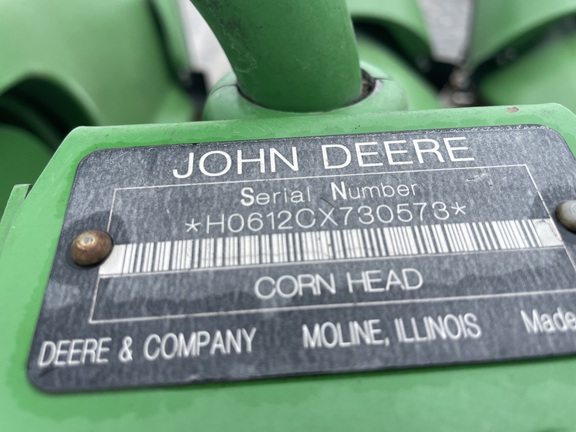 JOHN DEERE
Serial Number
*H0612CX730573*
CORN HEAD
DEERE & COMPANY MOLINE, ILLINOIS Made